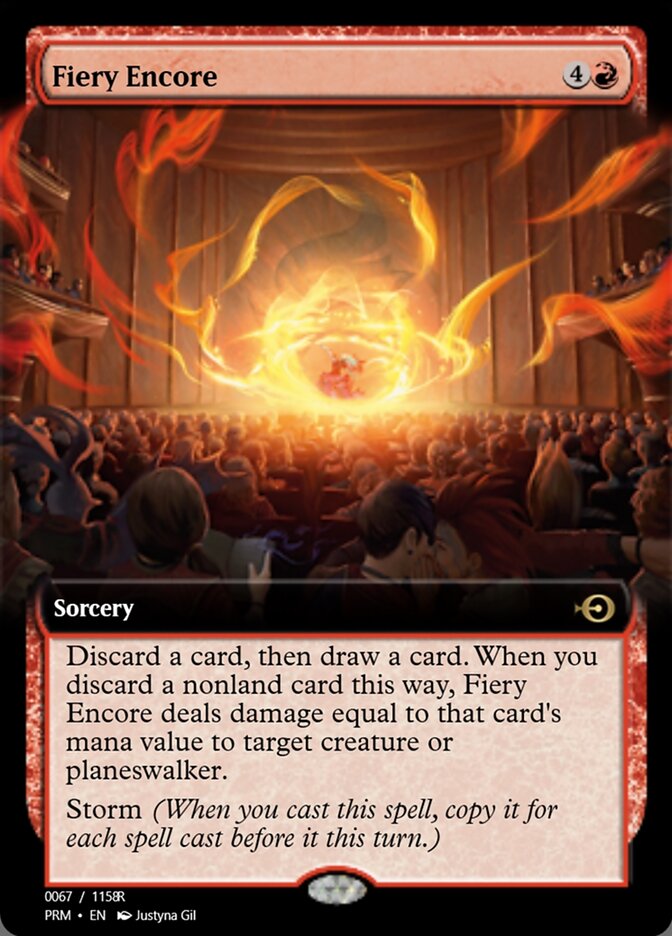 Fiery Encore
4
Sorcery
Discard a card, then draw a card. When you
discard a nonland card this way, Fiery
Encore deals damage equal to that card's
mana value to target creature or
planeswalker.
Storm (When you cast this spell, copy it for
each spell cast before it this turn.)
0067 / 1158R
PRM • EN Justyna Gil